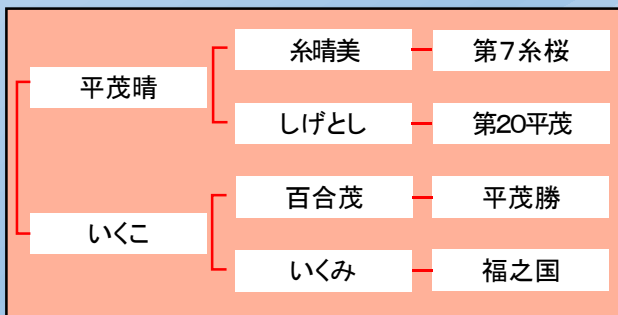 平茂晴
糸晴美
第7糸桜
しげとし
第20平茂
いくこ
百合茂
平茂勝
いくみ
福之国